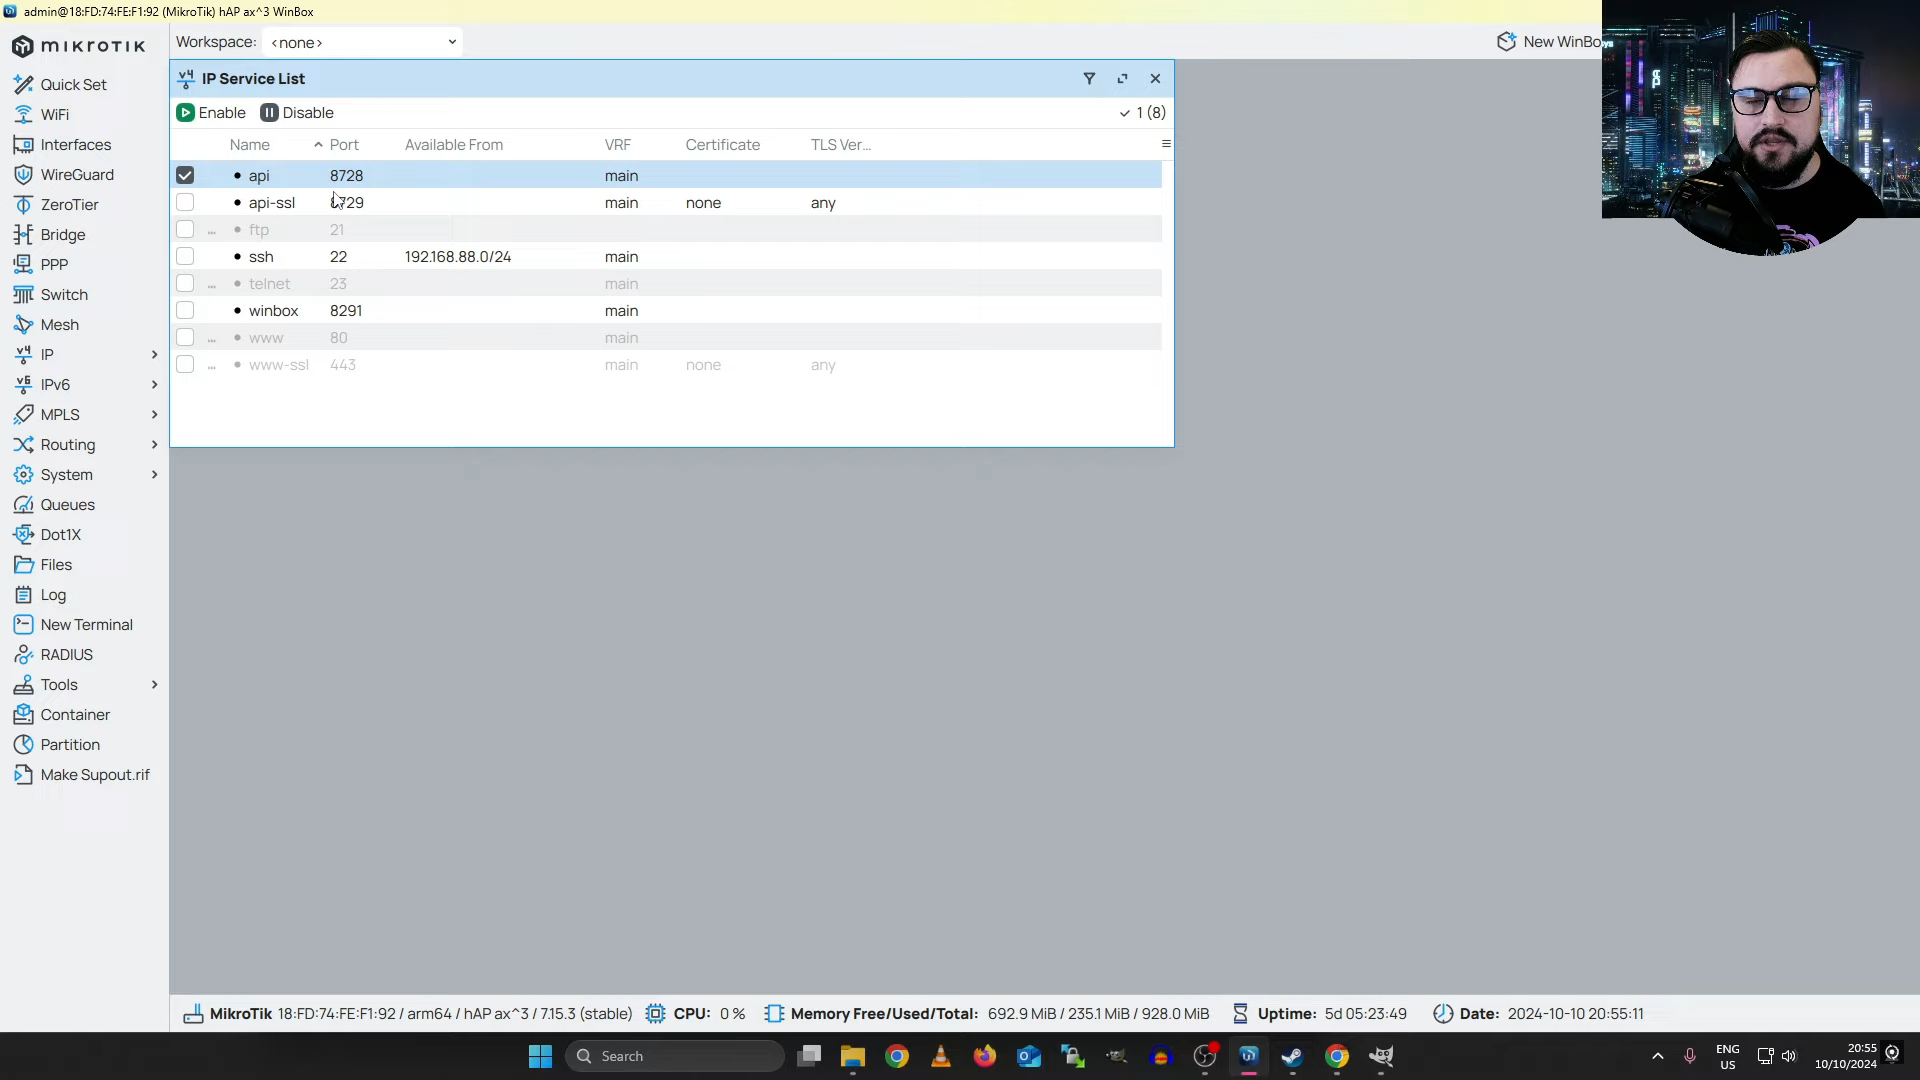 admin@18:FD:74:FE:F1:92 (MikroTik) hAP ax^3 WinBox
MIKROTIK
Workspace: <none>
New WinBo
Quick Set
WiFi
Interfaces
WireGuard
ZeroTier
Bridge
PPP
Switch
Mesh
IP
IPv6
MPLS
Routing
System
Queues
Dot1X
Files
Log
New Terminal
RADIUS
Tools
Container
Partition
Make Supout.rif
IP Service List
Enable Disable 1 (8)
Name Port Available From VRF Certificate TLS Ver...
api 8728 main
api-ssl 8729 main none any
... ftp 21
ssh 22 192.168.88.0/24 main
... telnet 23 main
winbox 8291 main
... www 80 main
... www-ssl 443 main none any
MikroTik 18:FD:74:FE:F1:92 / arm64 / hAP ax^3 / 7.15.3 (stable) CPU: 0 % Memory Free/Used/Total: 692.9 MiB / 235.1 MiB / 928.0 MiB Uptime: 5d 05:23:49 Date: 2024-10-10 20:55:11
Search
ENG
US
20:55
10/10/2024